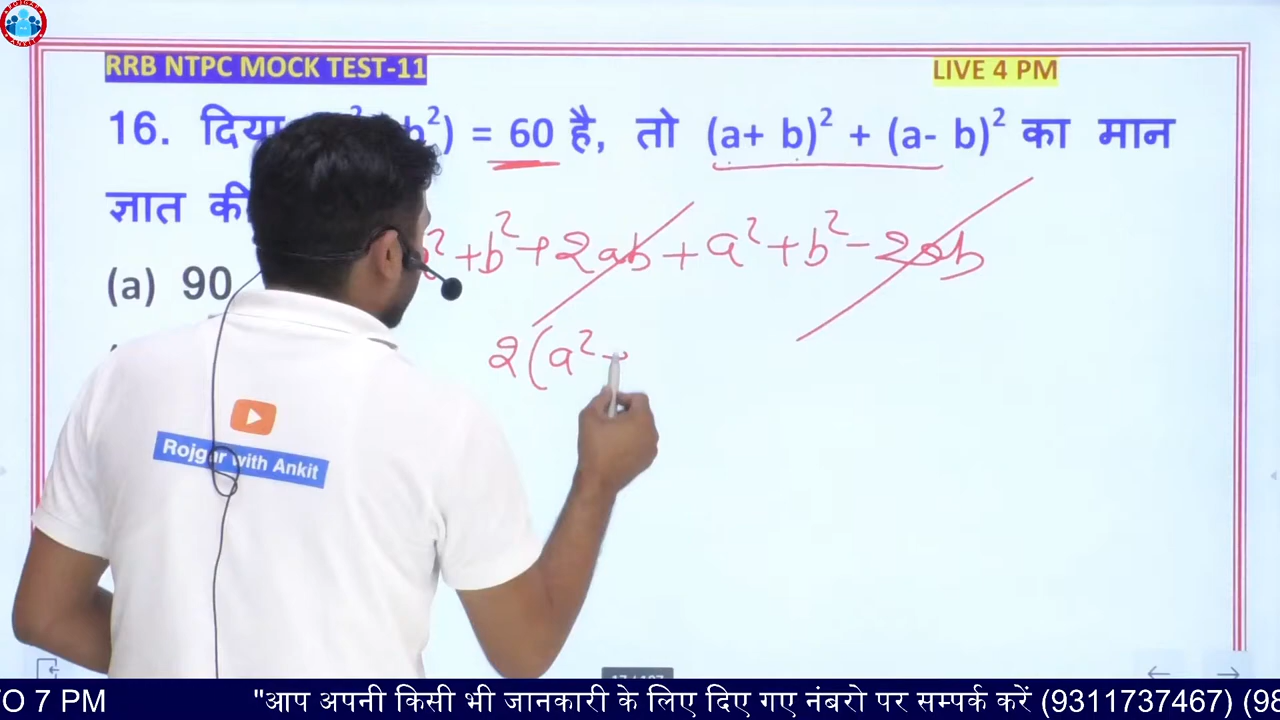 RRB NTPC MOCK TEST-11
LIVE 4 PM
16. दिया b²) = 60 है, तो (a+ b)² + (a- b)² का मान
ज्ञात की
a²+b²+2ab+a²+b²-2ab
(a) 90
2(a²+
Rojgar with Ankit
O 7 PM "आप अपनी किसी भी जानकारी के लिए दिए गए नंबरो पर सम्पर्क करें (9311737467) (98